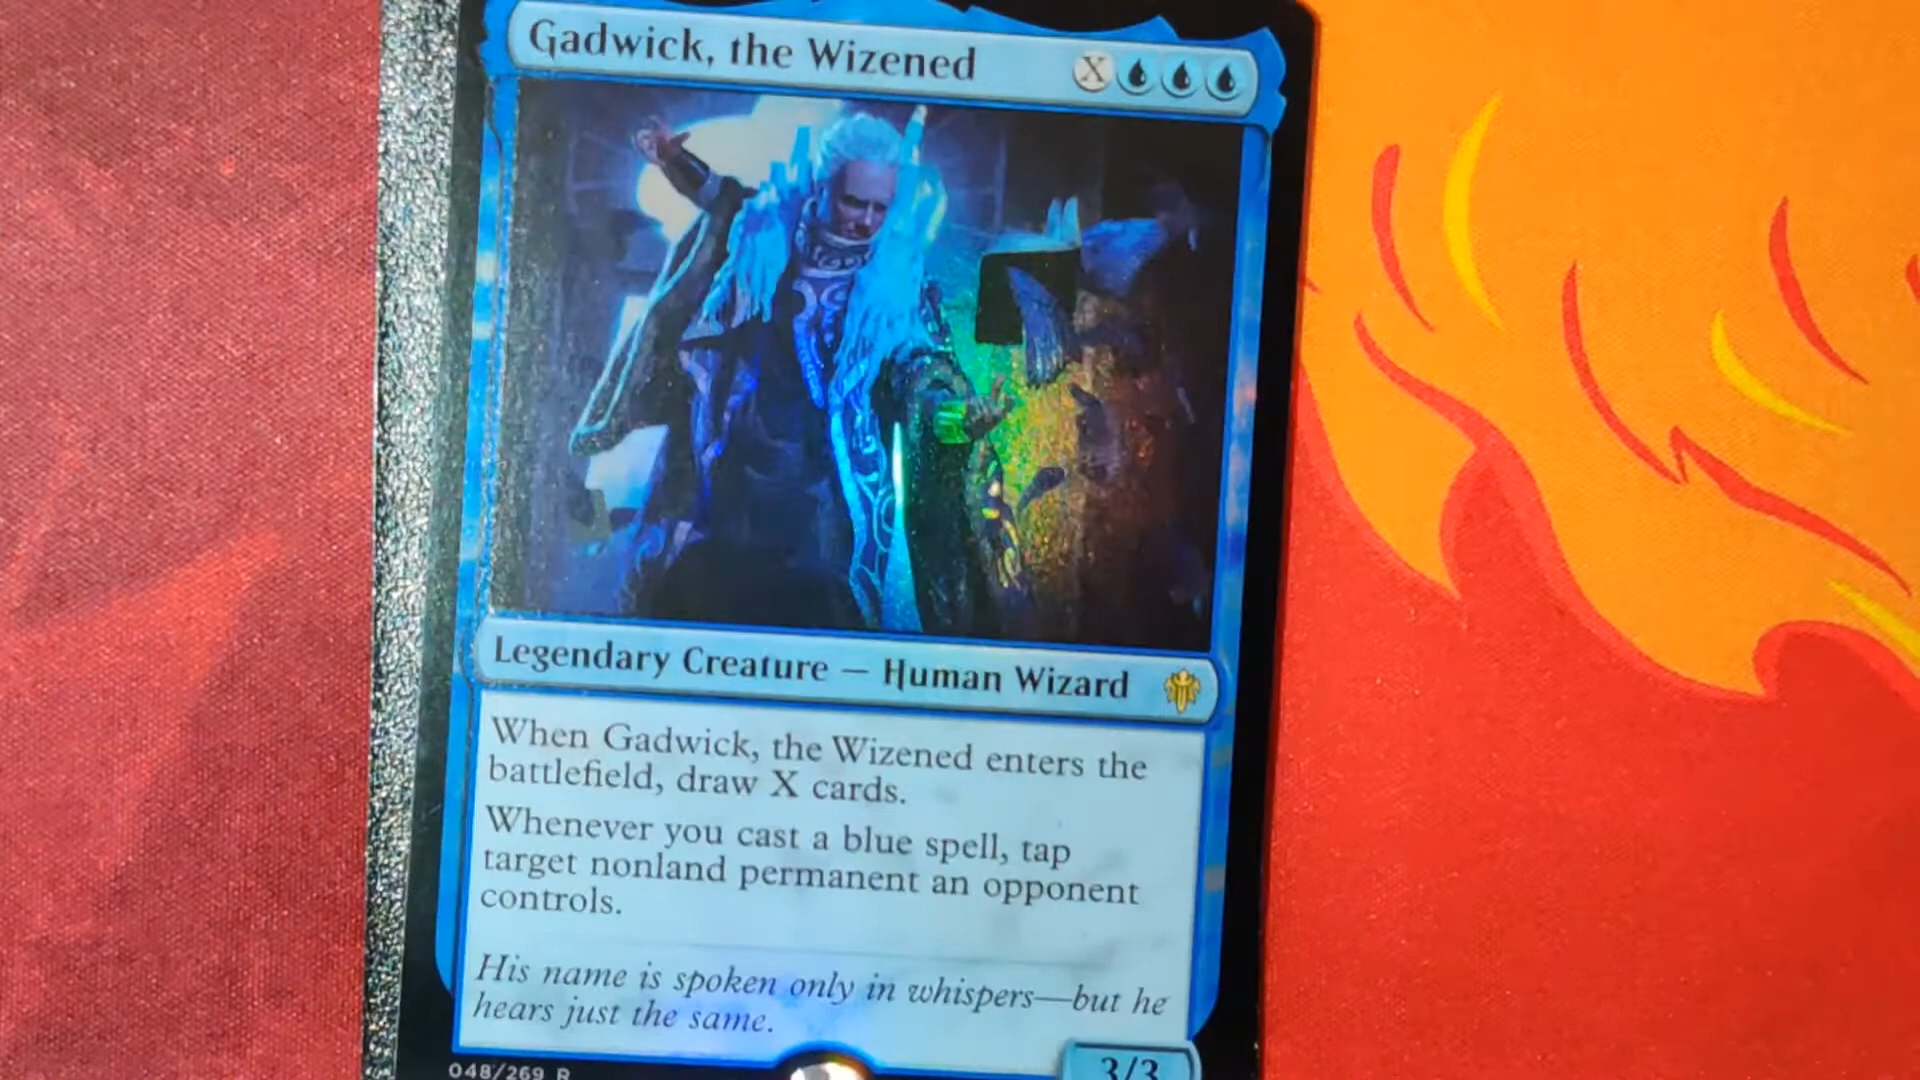 Gadwick, the Wizened X
Legendary Creature — Human Wizard
When Gadwick, the Wizened enters the
battlefield, draw X cards.
Whenever you cast a blue spell, tap
target nonland permanent an opponent
controls.
His name is spoken only in whispers—but he
hears just the same.
3/3
048/269 R